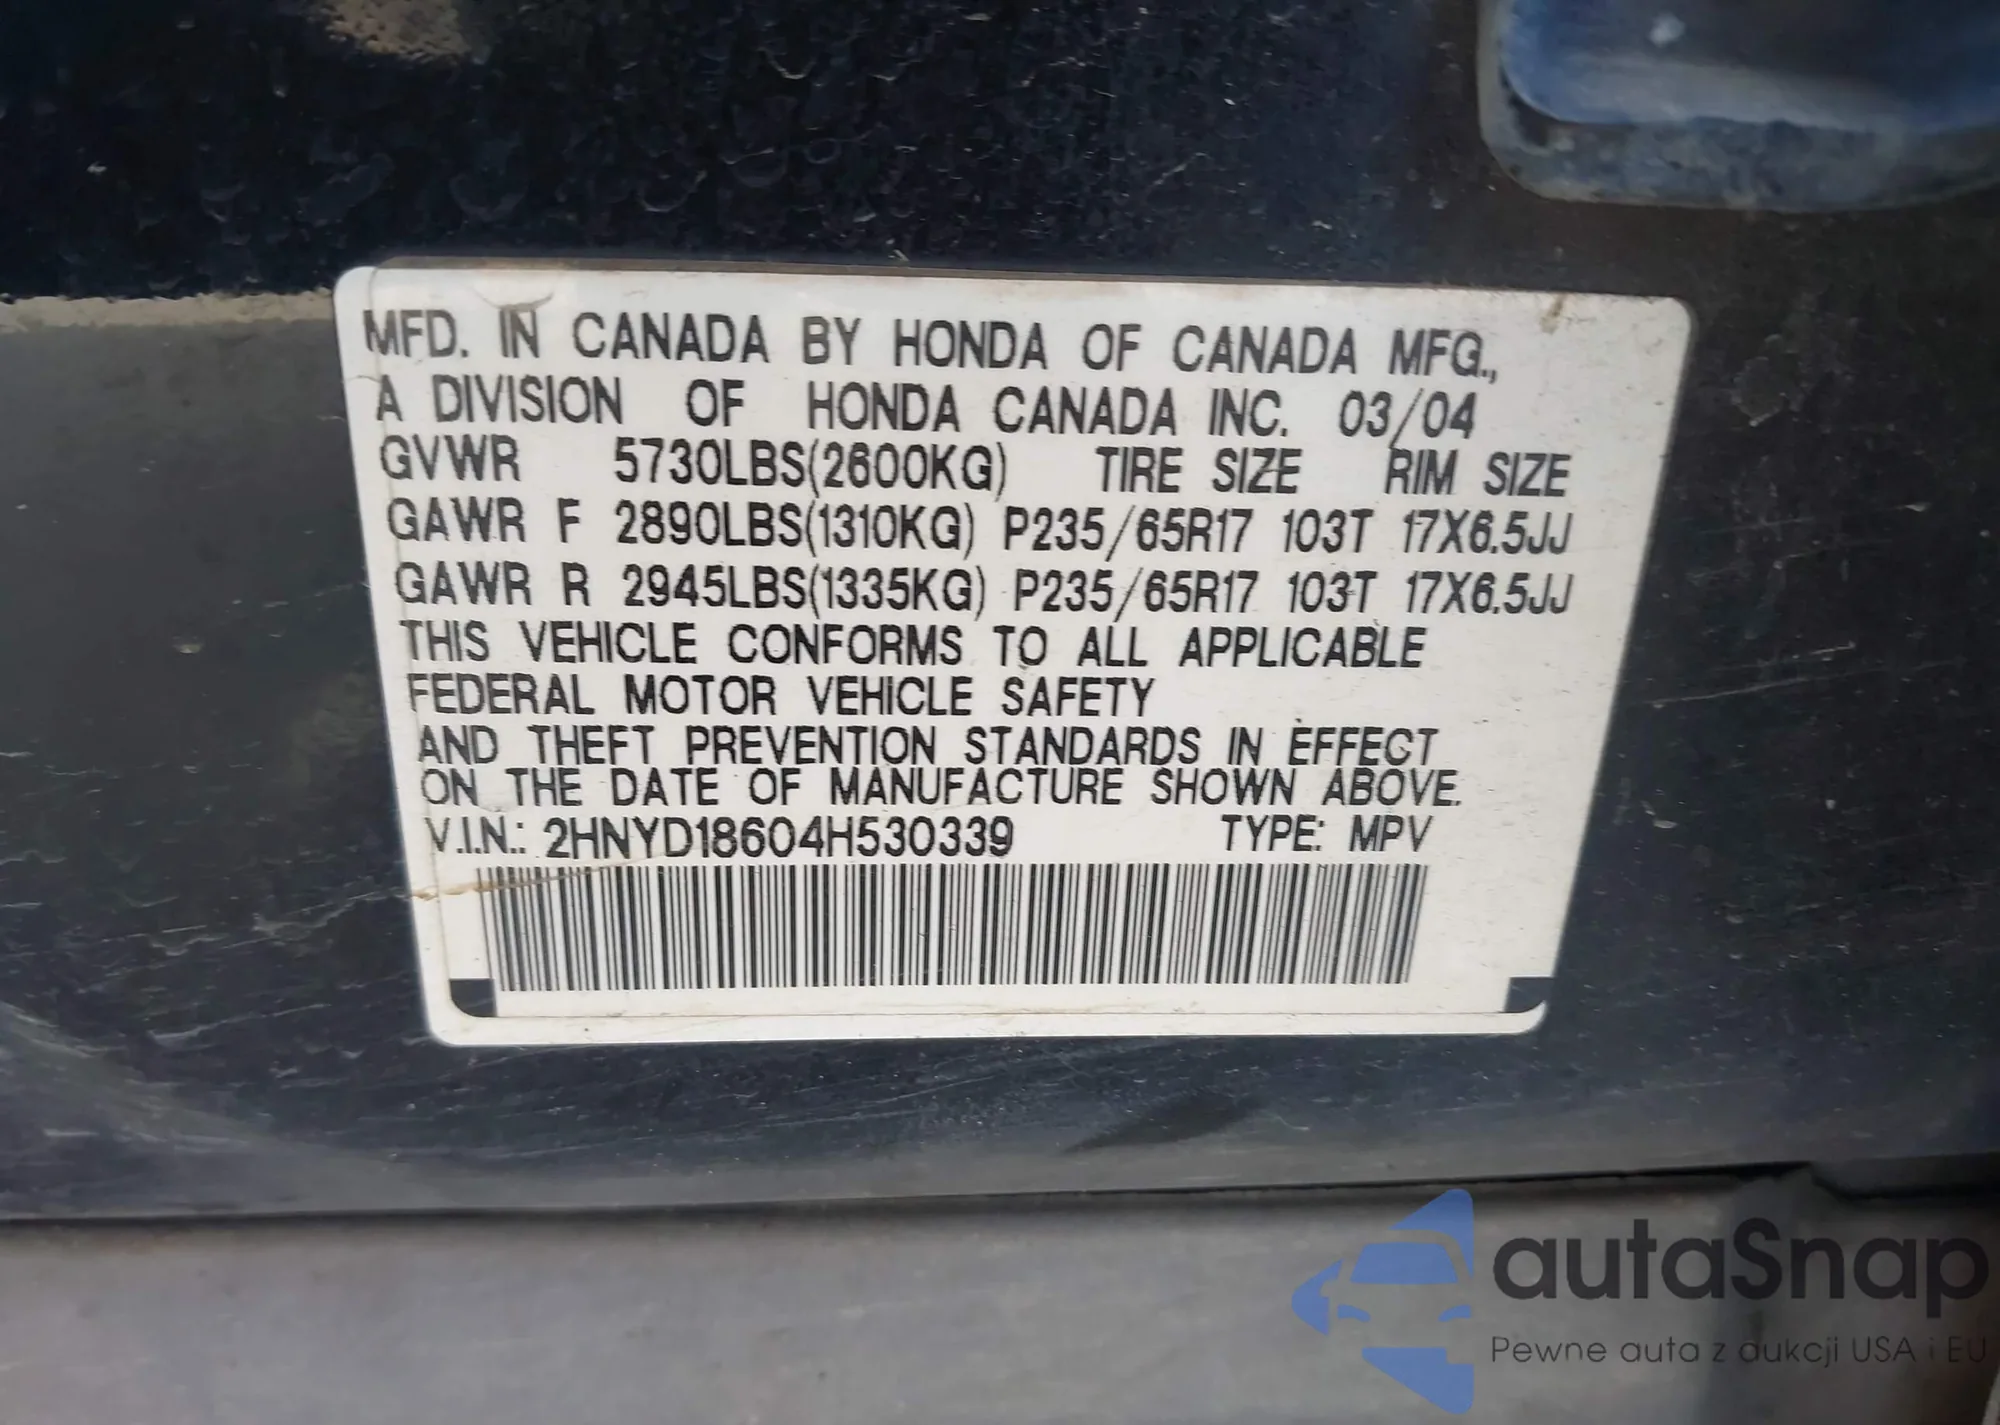 MFD. IN CANADA BY HONDA OF CANADA MFG.,
A DIVISION OF HONDA CANADA INC. 03/04
GVWR 5730LBS(2600KG) TIRE SIZE RIM SIZE
GAWR F 2890LBS(1310KG) P235/65R17 103T 17X6.5JJ
GAWR R 2945LBS(1335KG) P235/65R17 103T 17X6.5JJ
THIS VEHICLE CONFORMS TO ALL APPLICABLE
FEDERAL MOTOR VEHICLE SAFETY
AND THEFT PREVENTION STANDARDS IN EFFECT
ON THE DATE OF MANUFACTURE SHOWN ABOVE.
V.I.N.: 2HNYD18604H530339 TYPE: MPV
autaSnap
Pewne auta z aukcji USA i EU